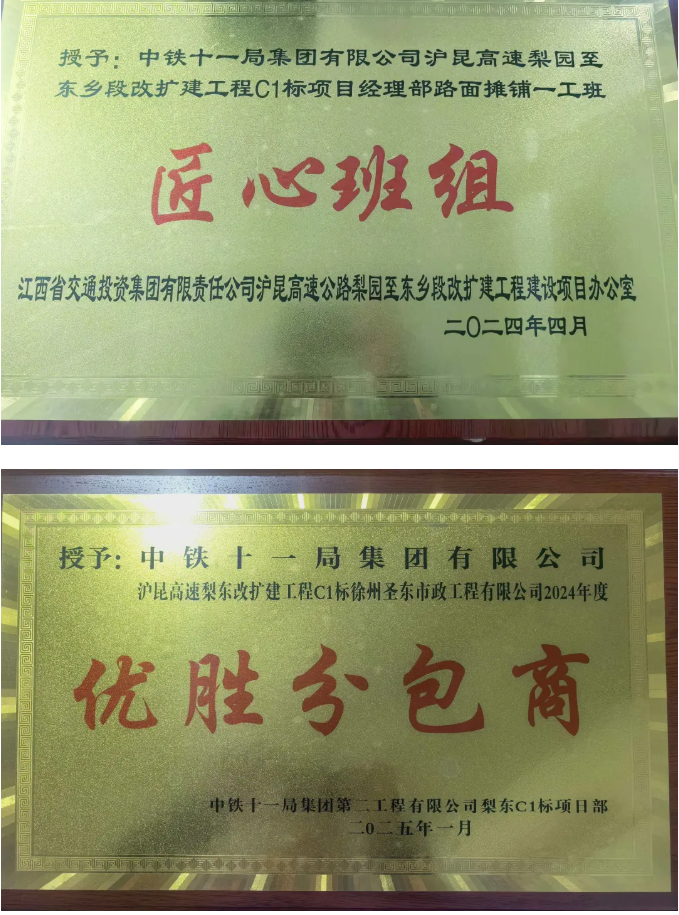 授予：中铁十一局集团有限公司沪昆高速梨园至
东乡段改扩建工程C1标项目经理部路面摊铺一工班
匠心班组
江西省交通投资集团有限责任公司沪昆高速公路梨园至东乡段改扩建工程建设项目办公室
二〇二四年四月
授予：中铁十一局集团有限公司
沪昆高速梨东改扩建工程C1标徐州圣东市政工程有限公司2024年度
优胜分包商
中铁十一局集团第二工程有限公司梨东C1标项目部
二〇二五年一月